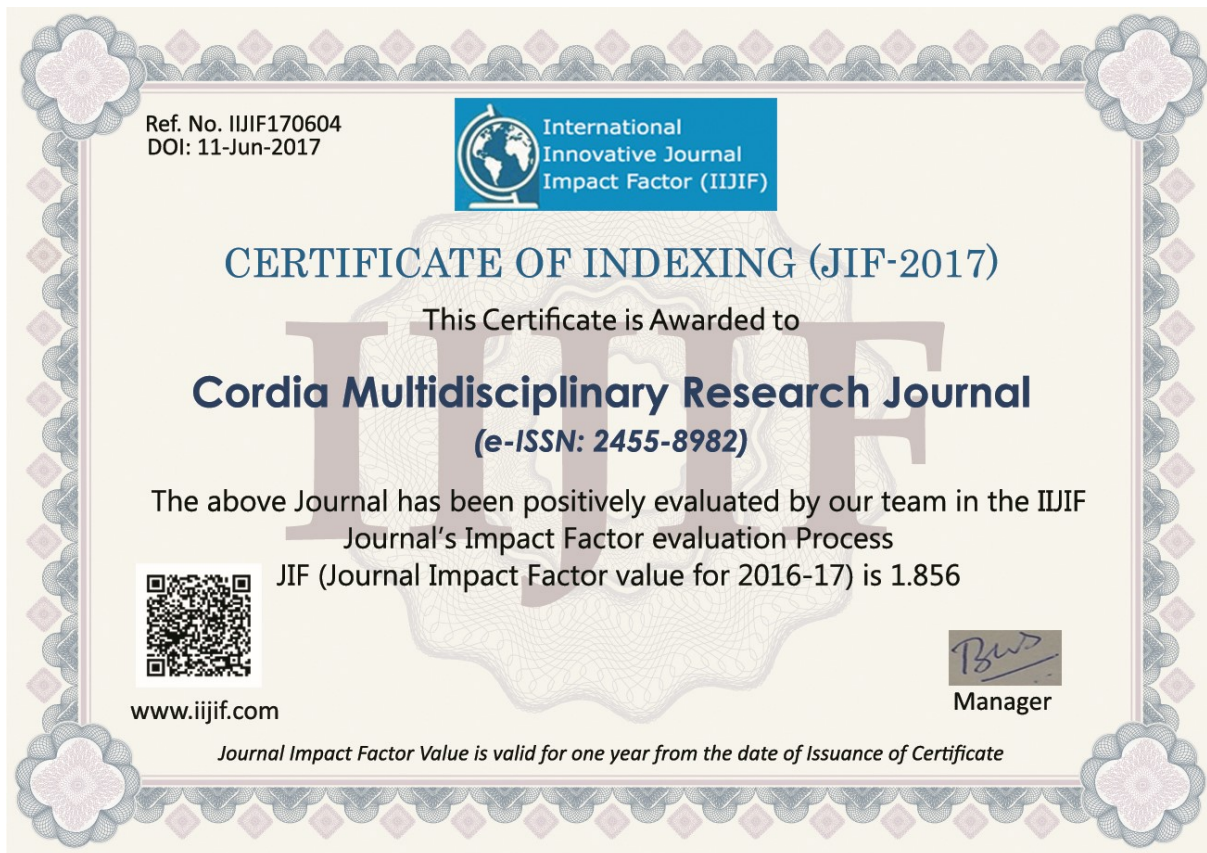 Ref. No. IIJIF170604
DOI: 11-Jun-2017
International
Innovative Journal
Impact Factor (IIJIF)
CERTIFICATE OF INDEXING (JIF-2017)
This Certificate is Awarded to
IIJIF
Cordia Multidisciplinary Research Journal
(e-ISSN: 2455-8982)
The above Journal has been positively evaluated by our team in the IIJIF
Journal's Impact Factor evaluation Process
JIF (Journal Impact Factor value for 2016-17) is 1.856
www.iijif.com
Manager
Journal Impact Factor Value is valid for one year from the date of Issuance of Certificate